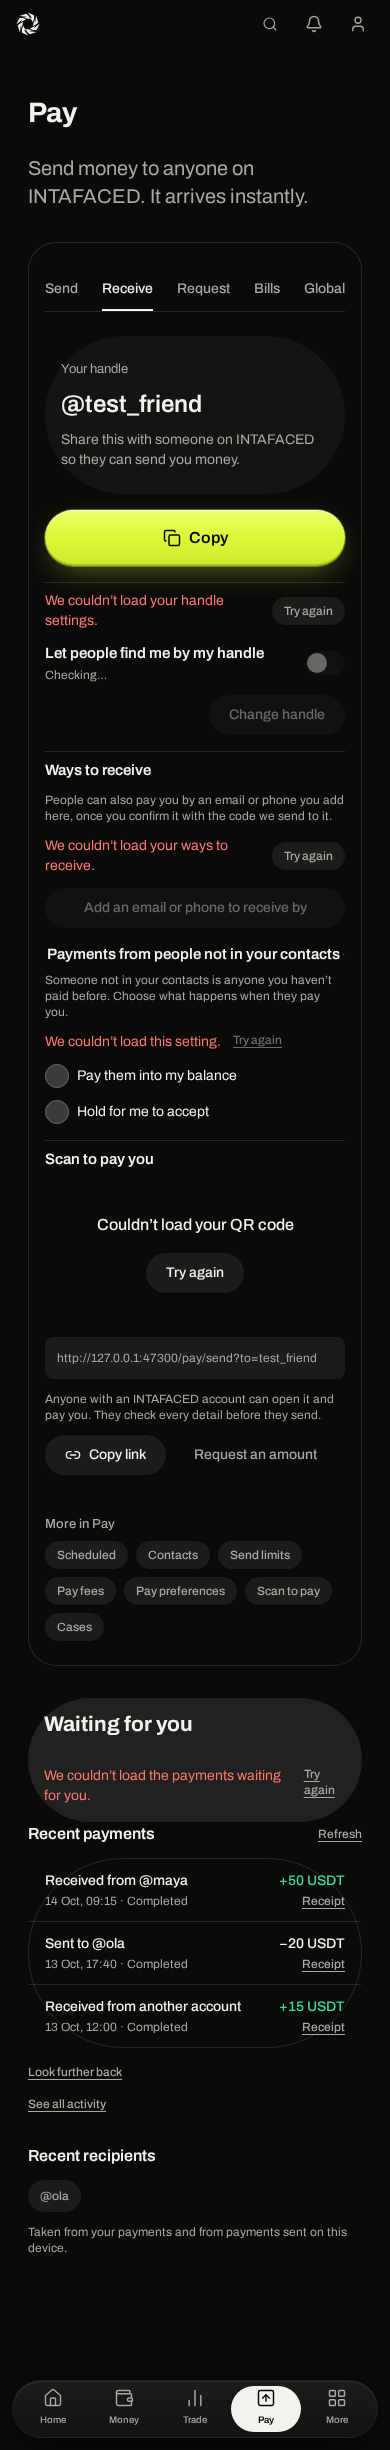 Pay
Send money to anyone on
INTAFACED. It arrives instantly.
Send Receive Request Bills Global
Your handle
@test_friend
Share this with someone on INTAFACED
so they can send you money.
Copy
We couldn’t load your handle
settings.
Try again
Let people find me by my handle
Checking…
Change handle
Ways to receive
People can also pay you by an email or phone you add
here, once you confirm it with the code we send to it.
We couldn’t load your ways to
receive.
Try again
Add an email or phone to receive by
Payments from people not in your contacts
Someone not in your contacts is anyone you haven’t
paid before. Choose what happens when they pay
you.
We couldn’t load this setting. Try again
Pay them into my balance
Hold for me to accept
Scan to pay you
Couldn’t load your QR code
Try again
http://127.0.0.1:47300/pay/send?to=test_friend
Anyone with an INTAFACED account can open it and
pay you. They check every detail before they send.
Copy link Request an amount
More in Pay
Scheduled Contacts Send limits
Pay fees Pay preferences Scan to pay
Cases
Waiting for you
We couldn’t load the payments waiting
for you.
Try
again
Recent payments Refresh
Received from @maya +50 USDT
14 Oct, 09:15 · Completed Receipt
Sent to @ola −20 USDT
13 Oct, 17:40 · Completed Receipt
Received from another account +15 USDT
13 Oct, 12:00 · Completed Receipt
Look further back
See all activity
Recent recipients
@ola
Taken from your payments and from payments sent on this
device.
Home Money Trade Pay More